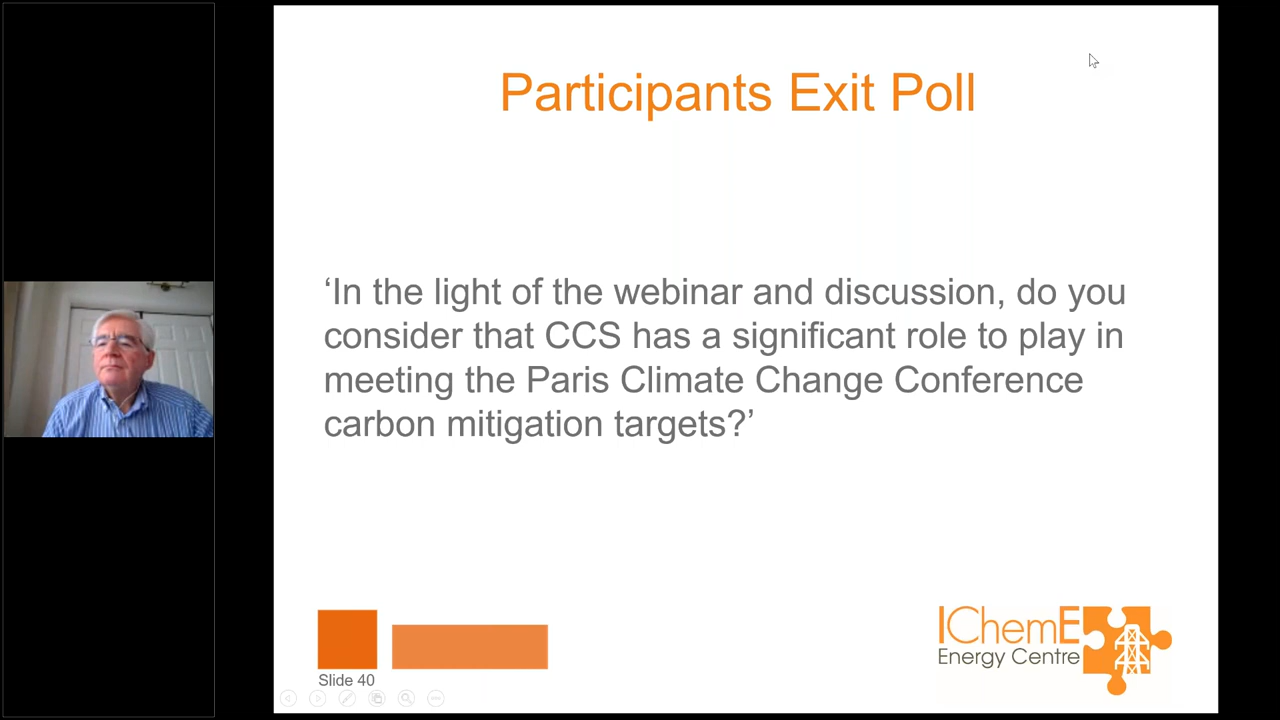 Participants Exit Poll
‘In the light of the webinar and discussion, do you
consider that CCS has a significant role to play in
meeting the Paris Climate Change Conference
carbon mitigation targets?’
IChemE
Energy Centre
Slide 40